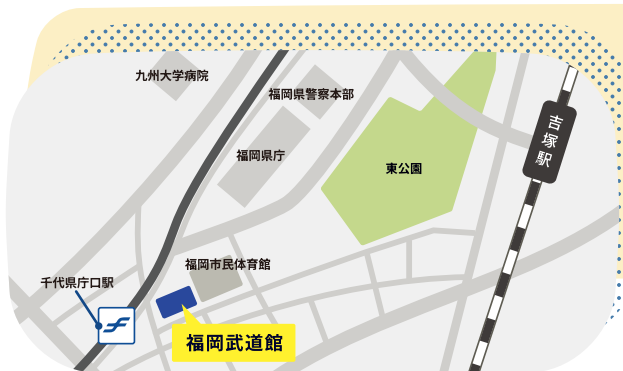 九州大学病院
福岡県警察本部
福岡県庁
東公園
吉塚駅
福岡市民体育館
千代県庁口駅
福岡武道館